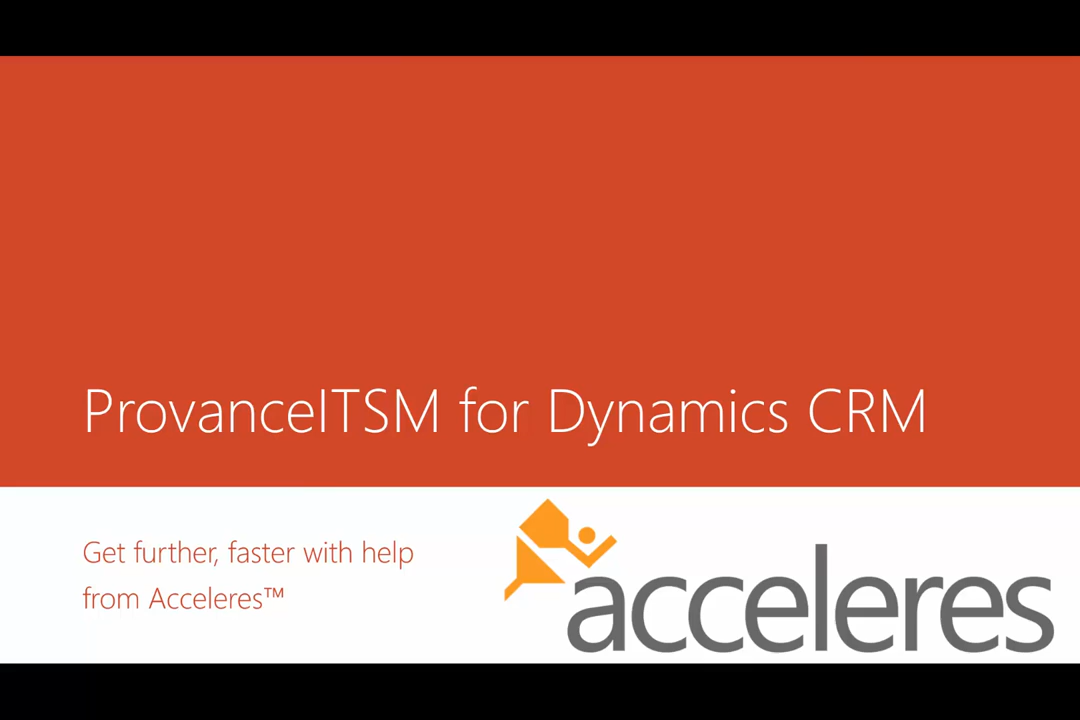 ProvanceITSM for Dynamics CRM
Get further, faster with help
from Acceleres™
acceleres